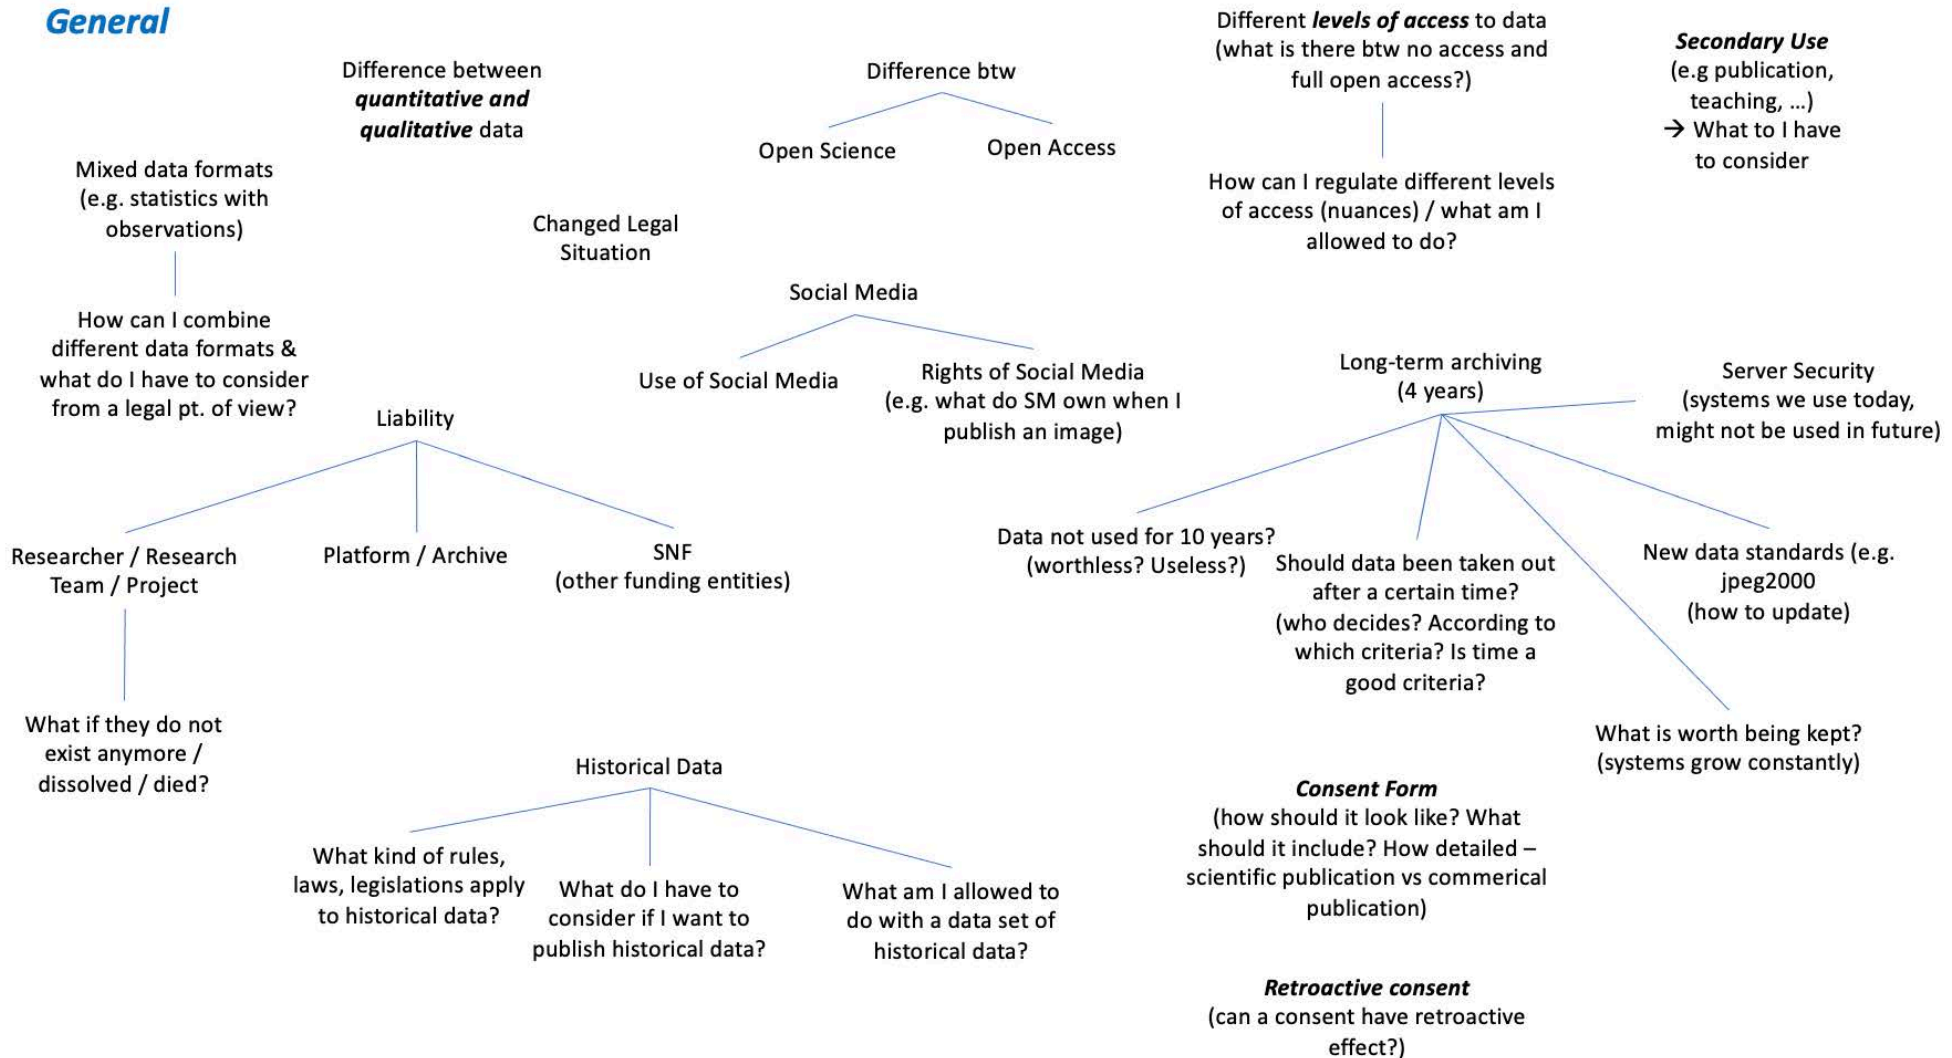 General
Difference between
quantitative and
qualitative data
Difference btw
Open Science
Open Access
Different levels of access to data
(what is there btw no access and
full open access?)
How can I regulate different levels
of access (nuances) / what am I
allowed to do?
Secondary Use
(e.g publication,
teaching, ...)
→ What to I have
to consider
Mixed data formats
(e.g. statistics with
observations)
How can I combine
different data formats &
what do I have to consider
from a legal pt. of view?
Changed Legal
Situation
Social Media
Use of Social Media
Rights of Social Media
(e.g. what do SM own when I
publish an image)
Liability
Researcher / Research
Team / Project
What if they do not
exist anymore /
dissolved / died?
Platform / Archive
SNF
(other funding entities)
Long-term archiving
(4 years)
Server Security
(systems we use today,
might not be used in future)
Data not used for 10 years?
(worthless? Useless?)
Should data been taken out
after a certain time?
(who decides? According to
which criteria? Is time a
good criteria?
New data standards (e.g.
jpeg2000
(how to update)
What is worth being kept?
(systems grow constantly)
Historical Data
What kind of rules,
laws, legislations apply
to historical data?
What do I have to
consider if I want to
publish historical data?
What am I allowed to
do with a data set of
historical data?
Consent Form
(how should it look like? What
should it include? How detailed –
scientific publication vs commerical
publication)
Retroactive consent
(can a consent have retroactive
effect?)